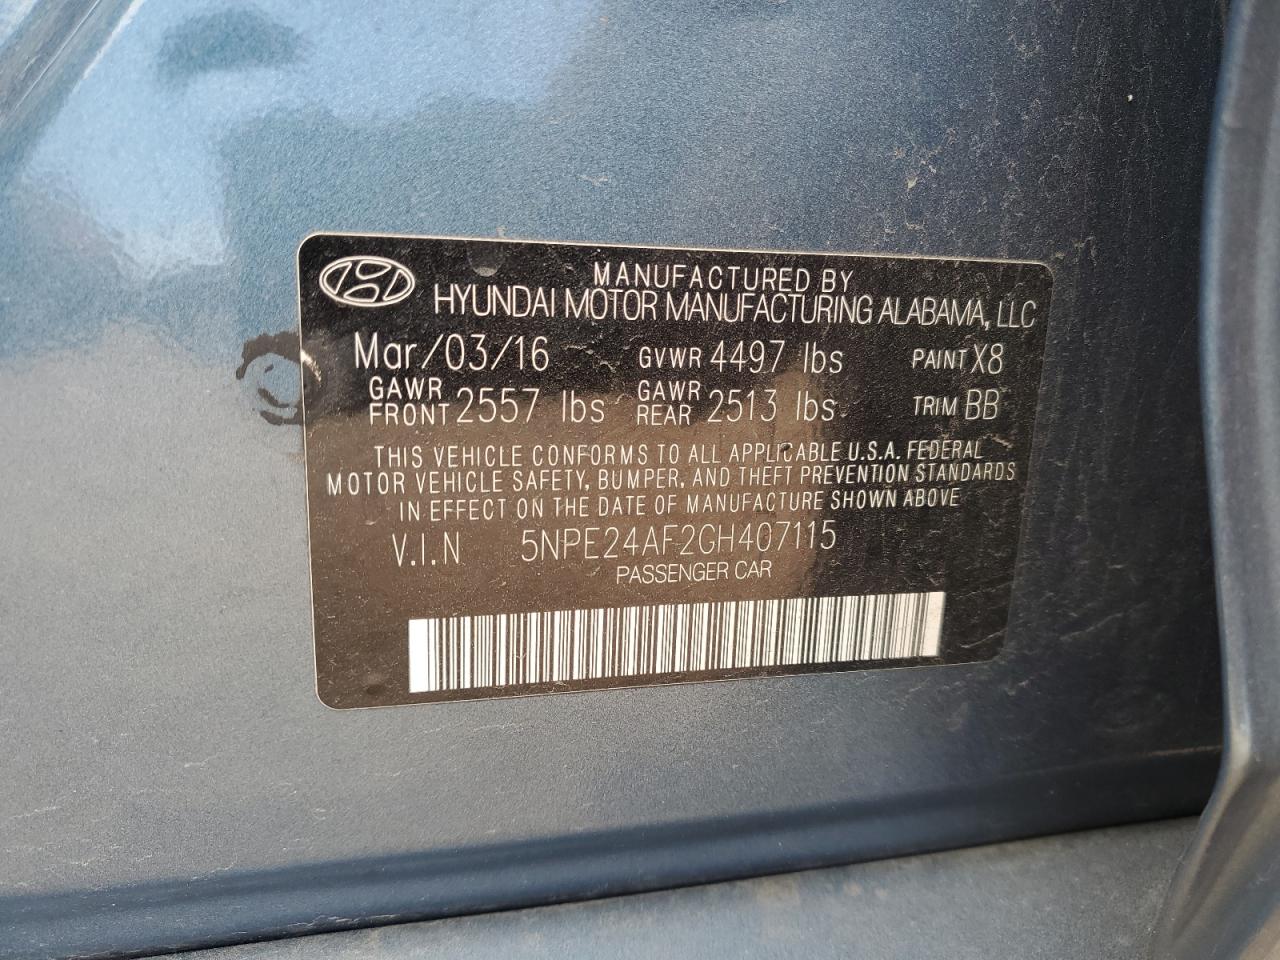 MANUFACTURED BY
HYUNDAI MOTOR MANUFACTURING ALABAMA, LLC
Mar/03/16 GVWR 4497 lbs PAINT X8
GAWR FRONT 2557 lbs GAWR REAR 2513 lbs TRIM BB
THIS VEHICLE CONFORMS TO ALL APPLICABLE U.S.A. FEDERAL
MOTOR VEHICLE SAFETY, BUMPER, AND THEFT PREVENTION STANDARDS
IN EFFECT ON THE DATE OF MANUFACTURE SHOWN ABOVE
V.I.N 5NPE24AF2GH407115
PASSENGER CAR